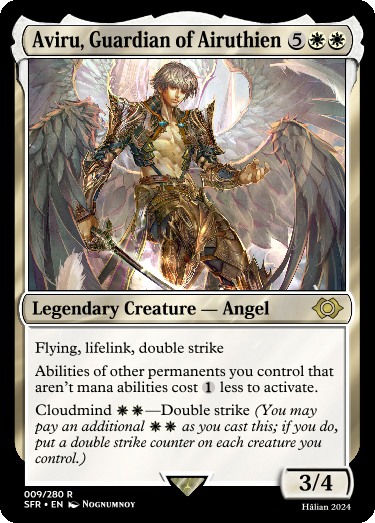 Aviru, Guardian of Airuthien 5
Legendary Creature — Angel
Flying, lifelink, double strike
Abilities of other permanents you control that
aren't mana abilities cost 1 less to activate.
Cloudmind —Double strike (You may
pay an additional as you cast this; if you do,
put a double strike counter on each creature you
control.)
3/4
009/280 R
SFR • EN Nognumnoy
Hālian 2024